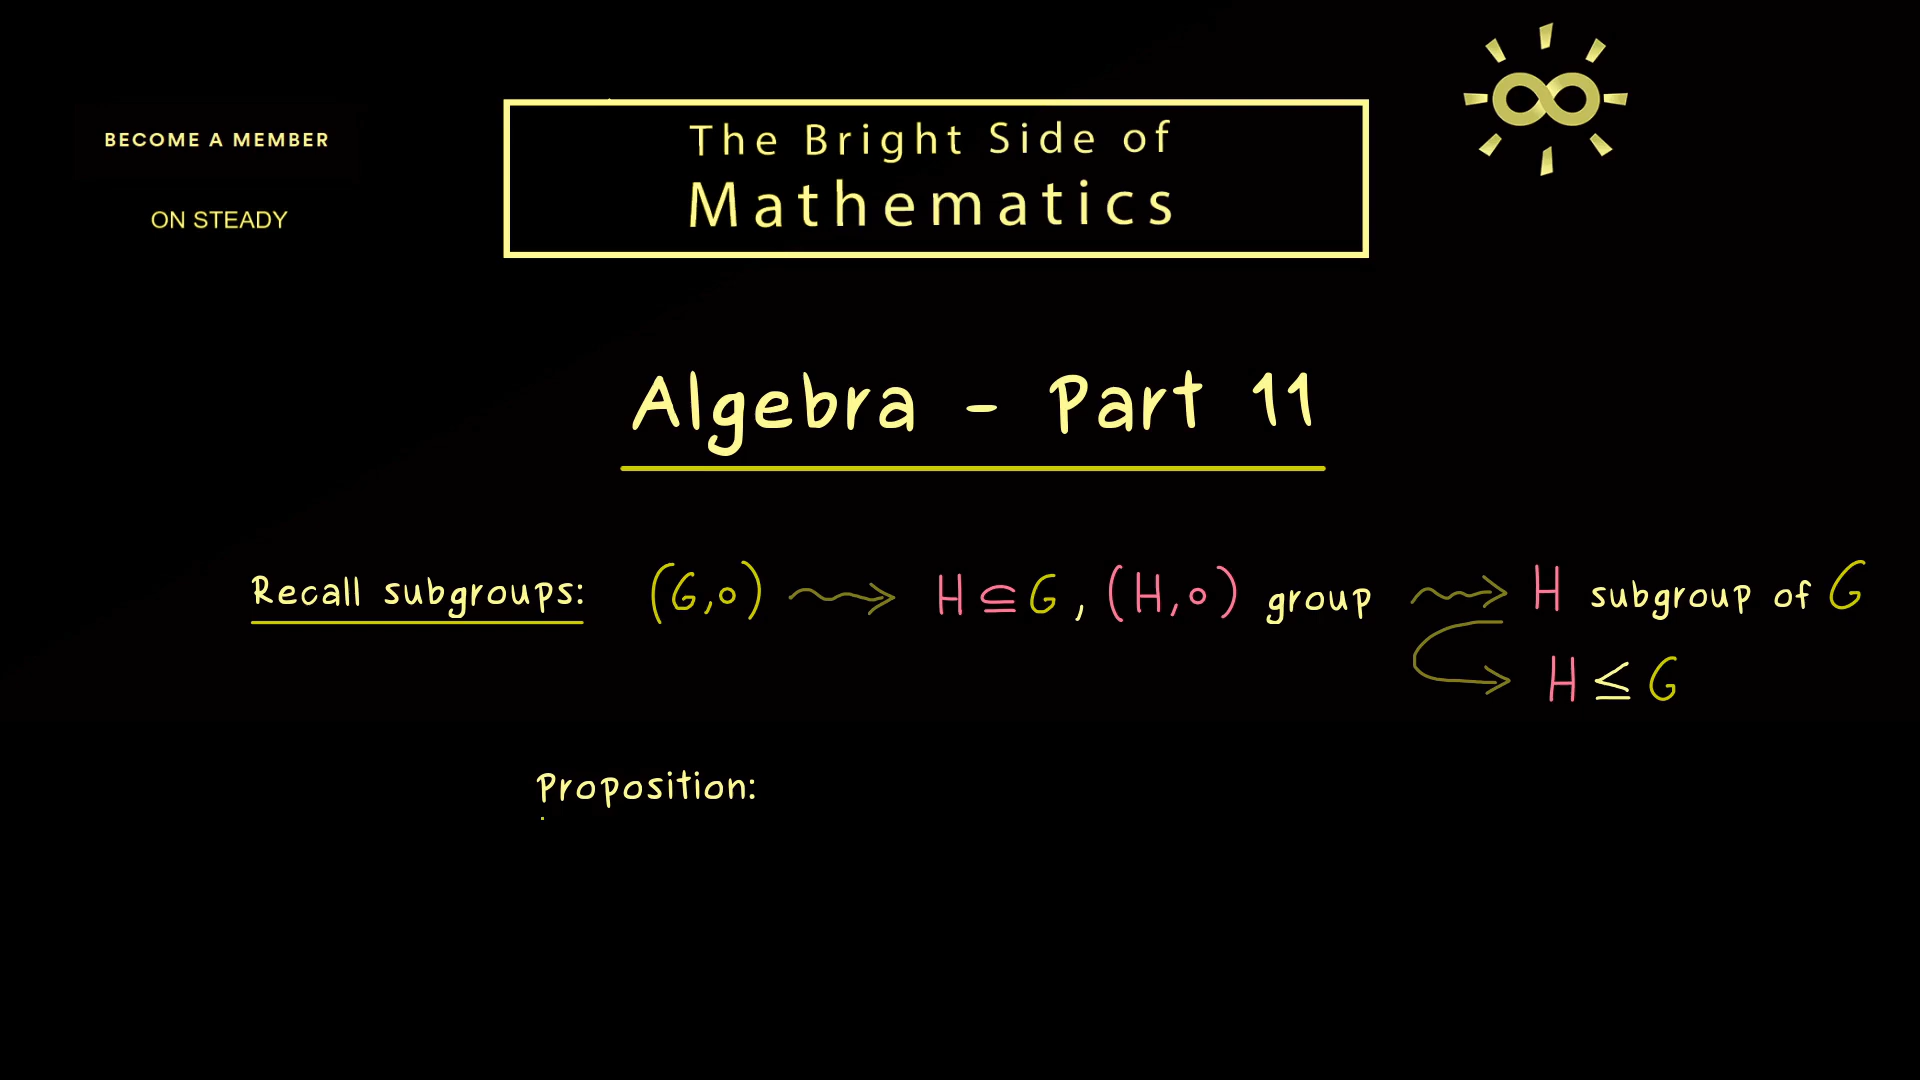 BECOME A MEMBER
ON STEADY
The Bright Side of
Mathematics
Algebra - Part 11
Recall subgroups: (G,∘) ⇝ H ⊆ G , (H,∘) group ⇝ H subgroup of G
H ≤ G
Proposition: